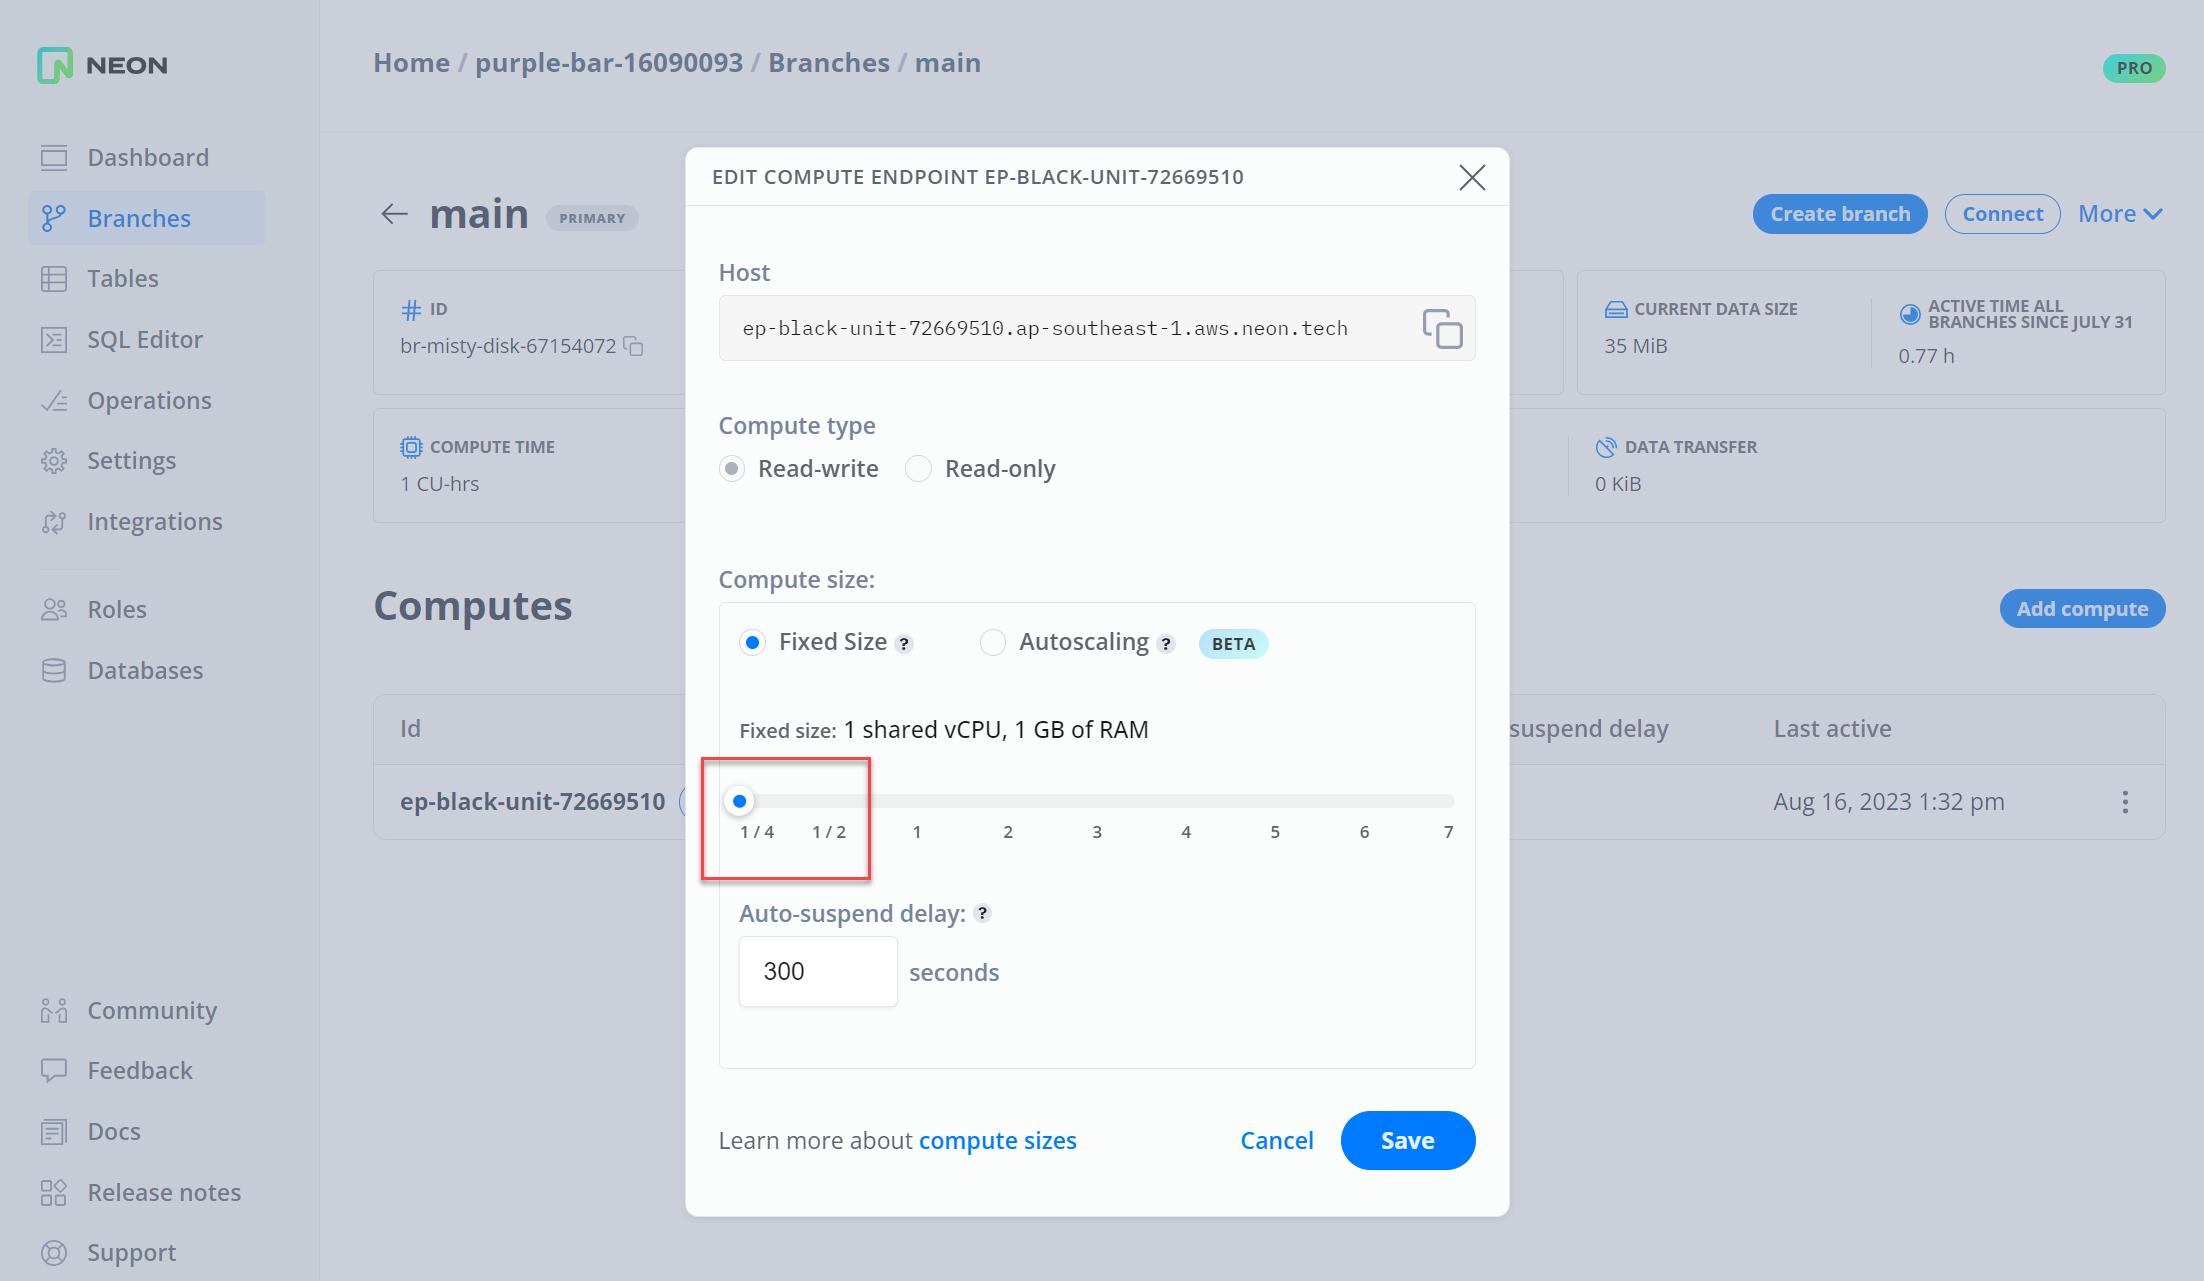 NEON
Home / purple-bar-16090093 / Branches / main
PRO
Dashboard
Branches
Tables
SQL Editor
Operations
Settings
Integrations
Roles
Databases
Community
Feedback
Docs
Release notes
Support
main PRIMARY
Create branch
Connect
More
ID
br-misty-disk-67154072
CURRENT DATA SIZE
35 MiB
ACTIVE TIME ALL
BRANCHES SINCE JULY 31
0.77 h
COMPUTE TIME
1 CU-hrs
DATA TRANSFER
0 KiB
Computes
Add compute
Id
suspend delay
Last active
ep-black-unit-72669510
Aug 16, 2023 1:32 pm
EDIT COMPUTE ENDPOINT EP-BLACK-UNIT-72669510
Host
ep-black-unit-72669510.ap-southeast-1.aws.neon.tech
Compute type
Read-write
Read-only
Compute size:
Fixed Size ?
Autoscaling ?
BETA
Fixed size: 1 shared vCPU, 1 GB of RAM
1 / 4 1 / 2 1 2 3 4 5 6 7
Auto-suspend delay: ?
300 seconds
Learn more about compute sizes
Cancel
Save